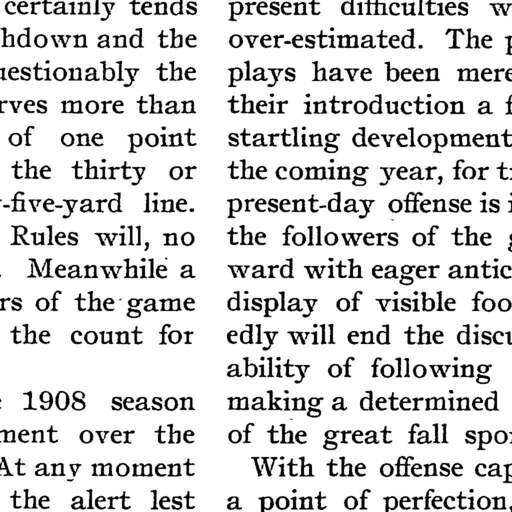 certainly tends
hdown and the
uestionably the
rves more than
of one point
the thirty or
-five-yard line.
Rules will, no
Meanwhile a
rs of the game
the count for
1908 season
ment over the
At any moment
the alert lest
present difficulties w
over-estimated. The p
plays have been mere
their introduction a f
startling development
the coming year, for t
present-day offense is i
the followers of the g
ward with eager antic
display of visible foo
edly will end the discu
ability of following
making a determined
of the great fall spo
With the offense cap
a point of perfection,